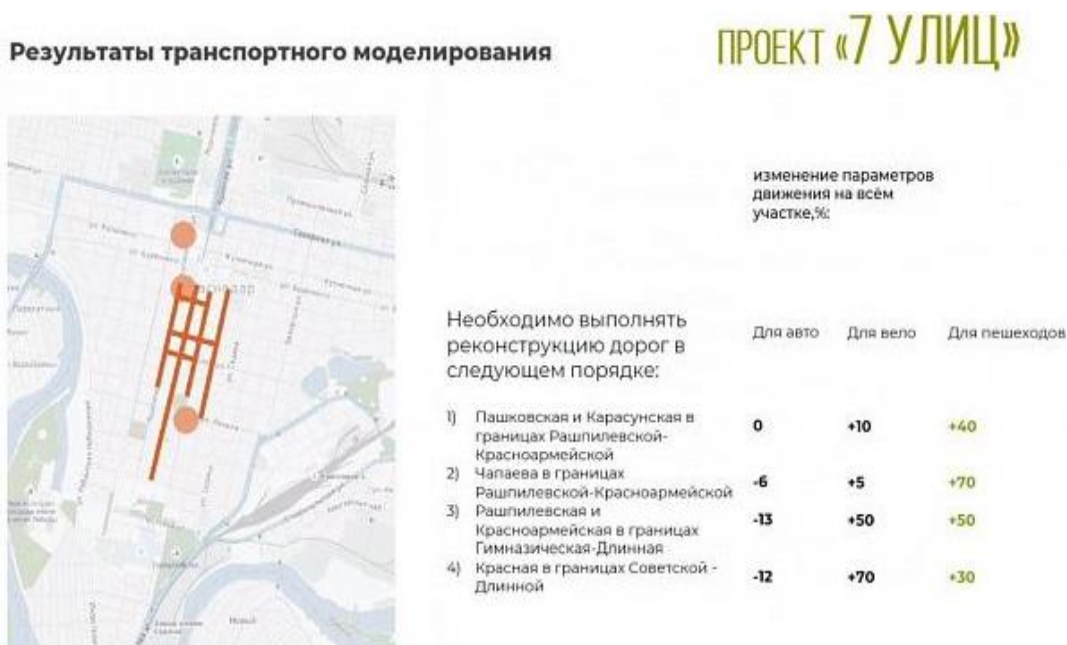 Результаты транспортного моделирования
ПРОЕКТ «7 УЛИЦ»
изменение параметров
движения на всём
участке,%:
Необходимо выполнять
реконструкцию дорог в
следующем порядке:
Для авто Для вело Для пешеходов
1) Пашковская и Карасунская в
границах Рашпилевской-
Красноармейской
0 +10 +40
2) Чапаева в границах
Рашпилевской-Красноармейской
-6 +5 +70
3) Рашпилевская и
Красноармейская в границах
Гимназическая-Длинная
-13 +50 +50
4) Красная в границах Советской -
Длинной
-12 +70 +30